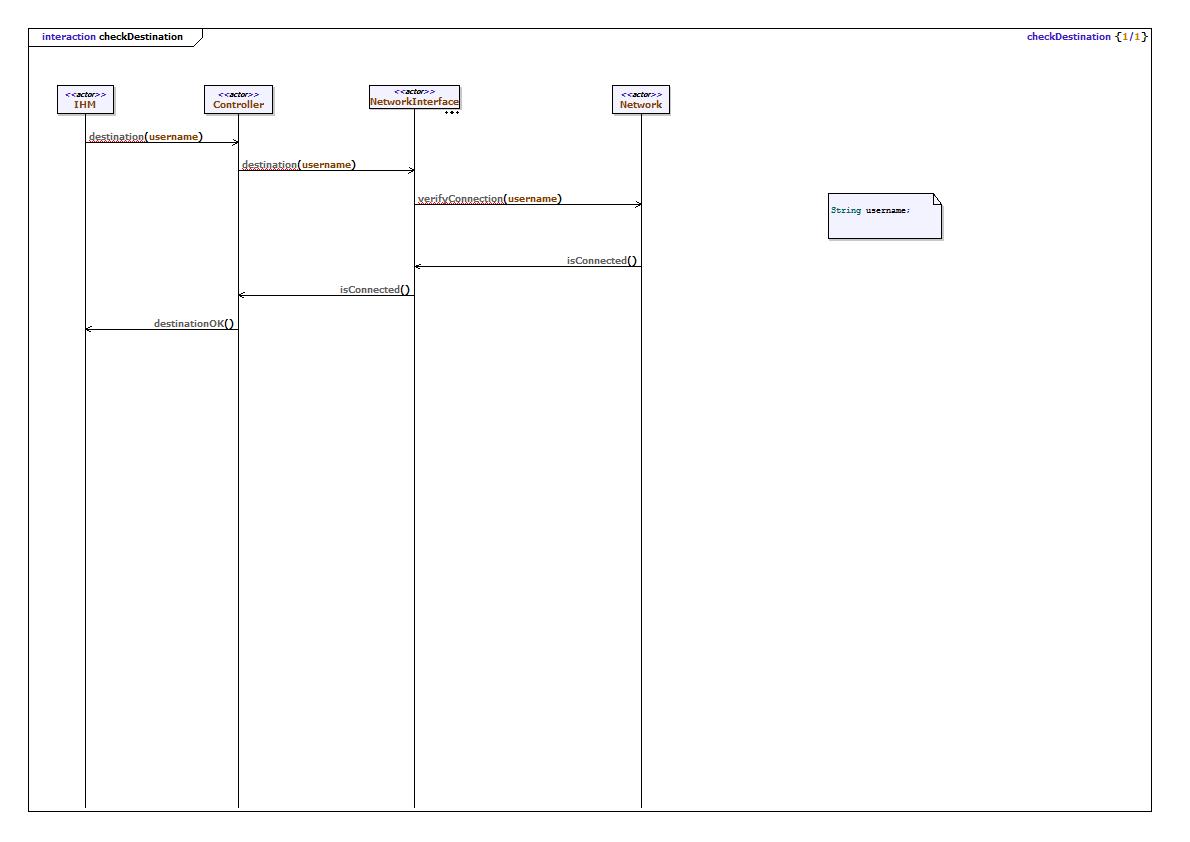 interaction checkDestination
checkDestination {1/1}
<<actor>>
IHM
<<actor>>
Controller
<<actor>>
NetworkInterface
<<actor>>
Network
destination(username)
destination(username)
verifyConnection(username)
String username;
isConnected()
isConnected()
destinationOK()